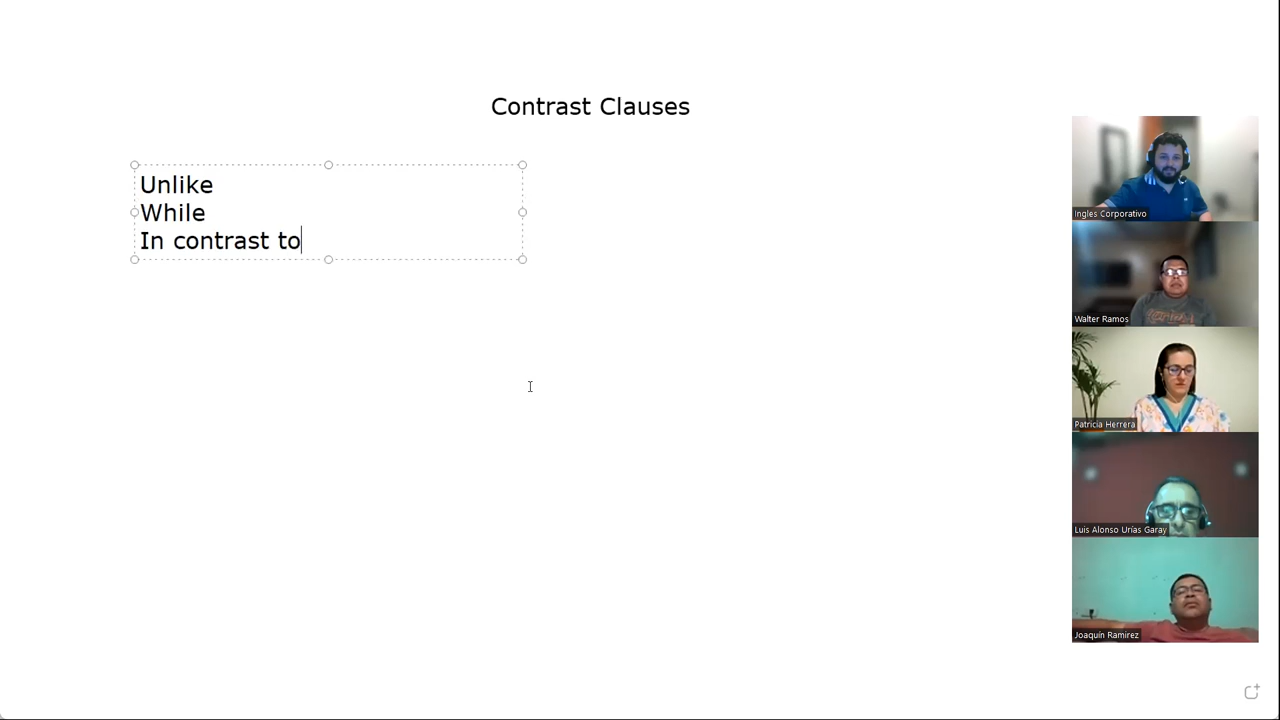 Contrast Clauses
Unlike
While
In contrast to
Ingles Corporativo
Walter Ramos
Patricia Herrera
Luis Alonso Urías Garay
Joaquín Ramirez